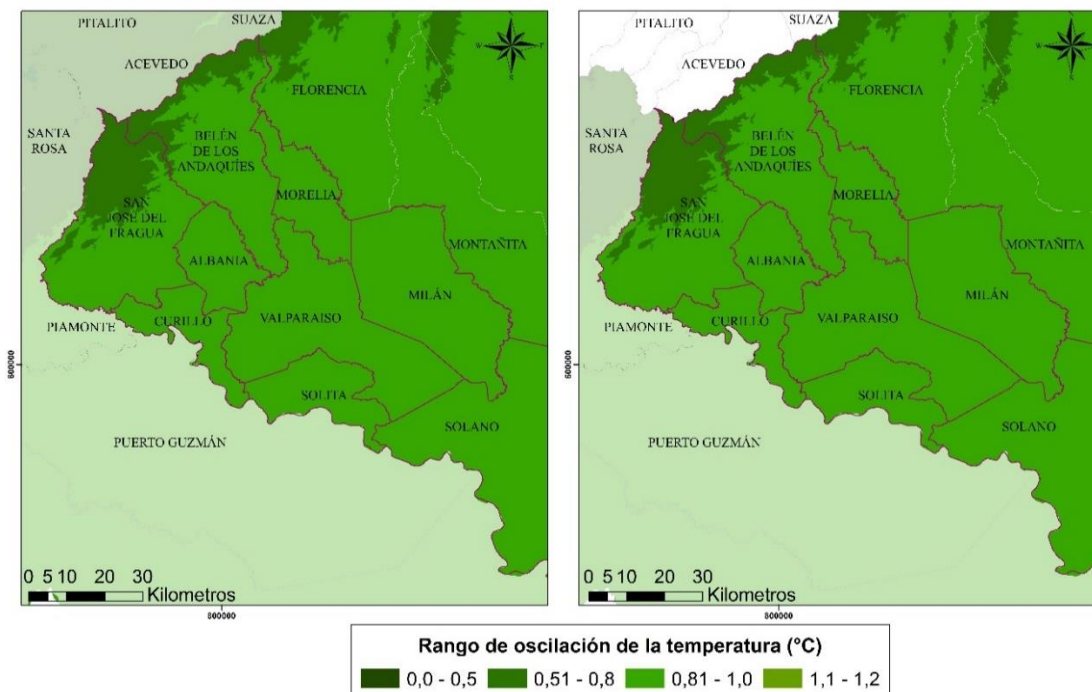 PITALITO
SUAZA
ACEVEDO
FLORENCIA
SANTA
ROSA
BELÉN
DE LOS
ANDAQUÍES
MORELIA
SAN
JOSE DEL
FRAGUA
MONTAÑITA
ALBANIA
MILÁN
PIAMONTE
CURILLO
VALPARAISO
SOLITA
SOLANO
PUERTO GUZMÁN
600000
0 5 10 20 30
Kilometros
800000
PITALITO
SUAZA
ACEVEDO
FLORENCIA
SANTA
ROSA
BELÉN
DE LOS
ANDAQUÍES
MORELIA
SAN
JOSE DEL
FRAGUA
MONTAÑITA
ALBANIA
MILÁN
PIAMONTE
CURILLO
VALPARAISO
SOLITA
SOLANO
PUERTO GUZMÁN
600000
0 5 10 20 30
Kilometros
800000
Rango de oscilación de la temperatura (°C)
0,0 - 0,5 0,51 - 0,8 0,81 - 1,0 1,1 - 1,2